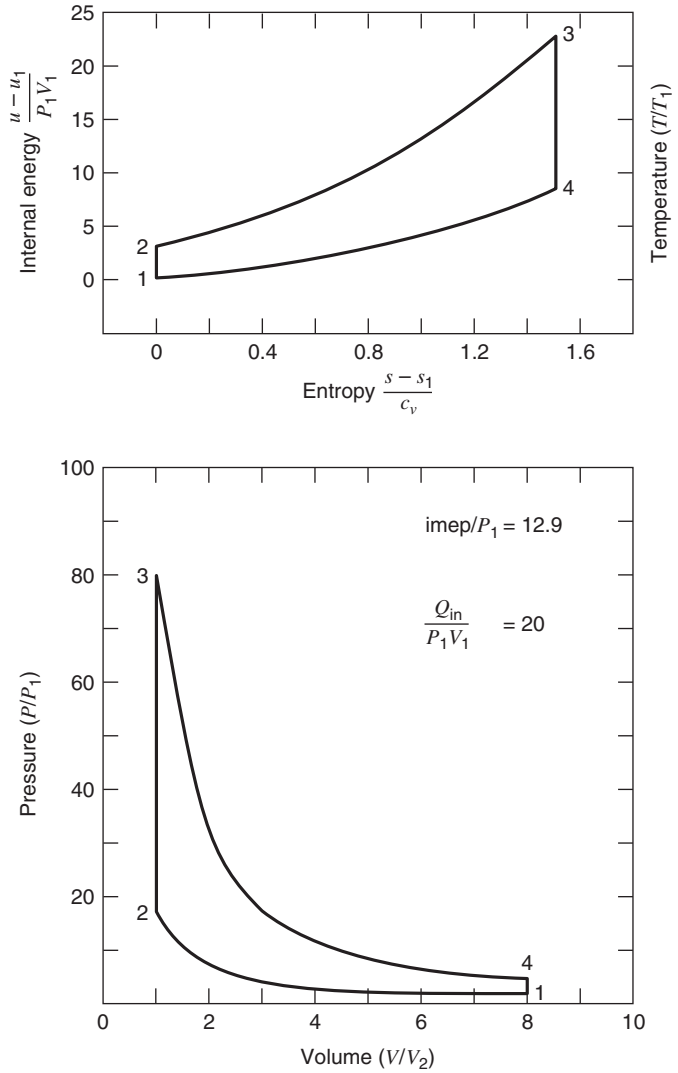 25
20
15
10
5
0
Internal energy (u − u₁)/(P₁V₁)
Temperature (T/T₁)
3
4
2
1
0 0.4 0.8 1.2 1.6
Entropy (s − s₁)/cᵥ
100
80
60
40
20
Pressure (P/P₁)
imep/P₁ = 12.9
Q_in/(P₁V₁) = 20
3
2
4
1
0 2 4 6 8 10
Volume (V/V₂)